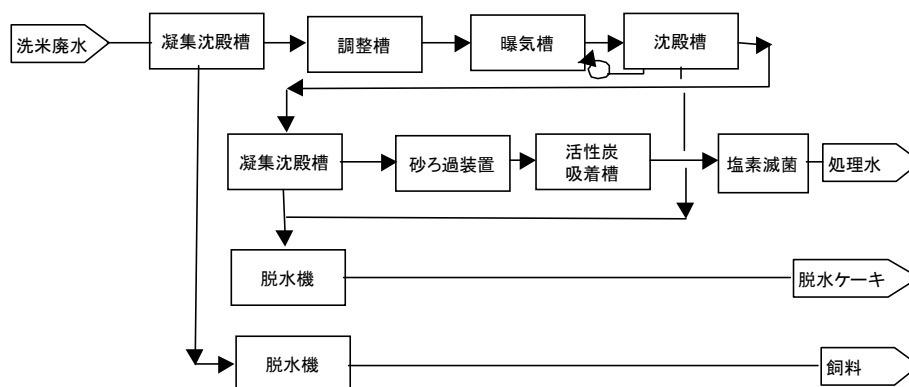 洗米廃水
凝集沈殿槽
調整槽
曝気槽
沈殿槽
凝集沈殿槽
砂ろ過装置
活性炭
吸着槽
塩素滅菌
処理水
脱水機
脱水ケーキ
脱水機
飼料